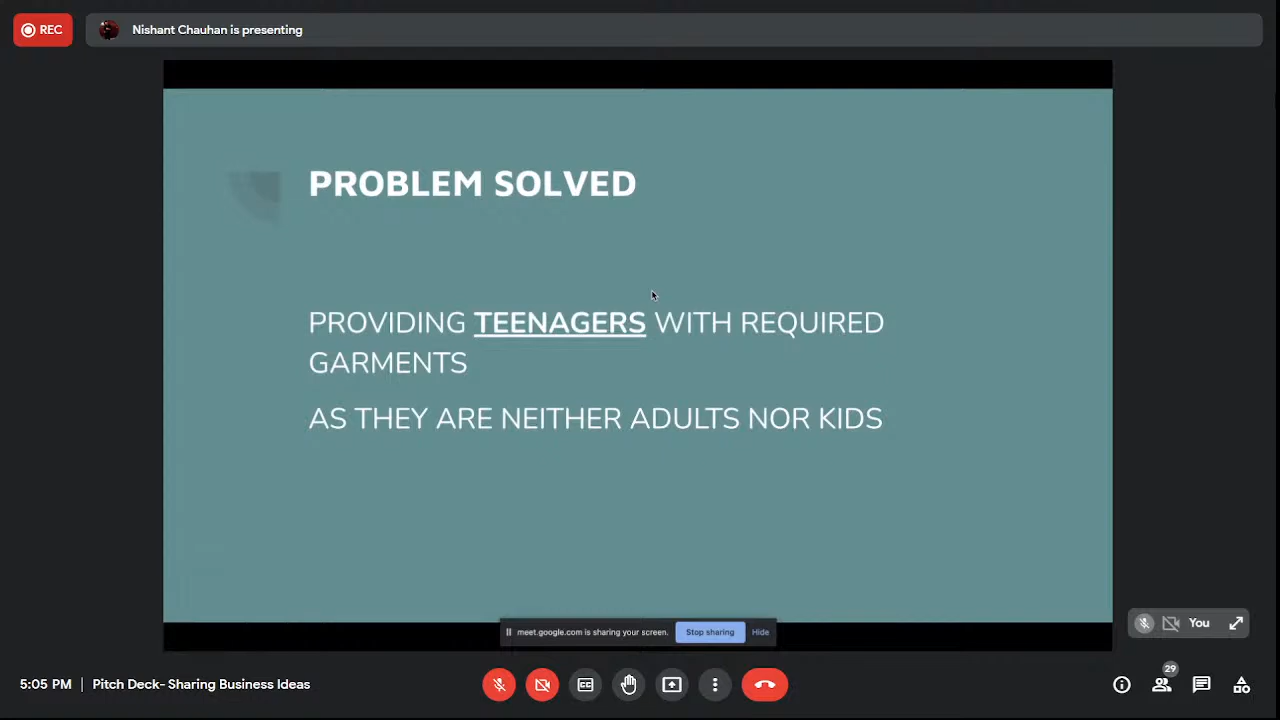 REC
Nishant Chauhan is presenting
PROBLEM SOLVED
PROVIDING TEENAGERS WITH REQUIRED
GARMENTS
AS THEY ARE NEITHER ADULTS NOR KIDS
meet.google.com is sharing your screen. Stop sharing Hide
You
5:05 PM | Pitch Deck- Sharing Business Ideas
CC
29